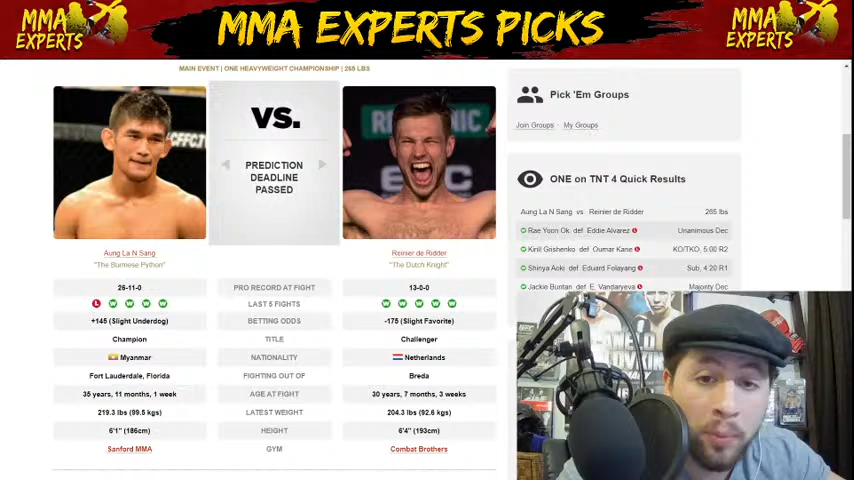 MMA
EXPERTS
MMA EXPERTS PICKS
MMA
EXPERTS
MAIN EVENT | ONE HEAVYWEIGHT CHAMPIONSHIP | 265 LBS
VS.
PREDICTION
DEADLINE
PASSED
Aung La N Sang
"The Burmese Python"
Reinier de Ridder
"The Dutch Knight"
26-11-0 PRO RECORD AT FIGHT 13-0-0
L W W W W LAST 5 FIGHTS W W W W W
+145 (Slight Underdog) BETTING ODDS -175 (Slight Favorite)
Champion TITLE Challenger
Myanmar NATIONALITY Netherlands
Fort Lauderdale, Florida FIGHTING OUT OF Breda
35 years, 11 months, 1 week AGE AT FIGHT 30 years, 7 months, 3 weeks
219.3 lbs (99.5 kgs) LATEST WEIGHT 204.3 lbs (92.6 kgs)
6'1" (186cm) HEIGHT 6'4" (193cm)
Sanford MMA GYM Combat Brothers
Pick 'Em Groups
Join Groups · My Groups
ONE on TNT 4 Quick Results
Aung La N Sang vs Reinier de Ridder 265 lbs
Rae Yoon Ok def Eddie Alvarez L Unanimous Dec
Kirill Grishenko def Oumar Kane L KO/TKO, 5:00 R2
Shinya Aoki def Eduard Folayang L Sub, 4:20 R1
Jackie Buntan def E. Vandaryeva L Majority Dec